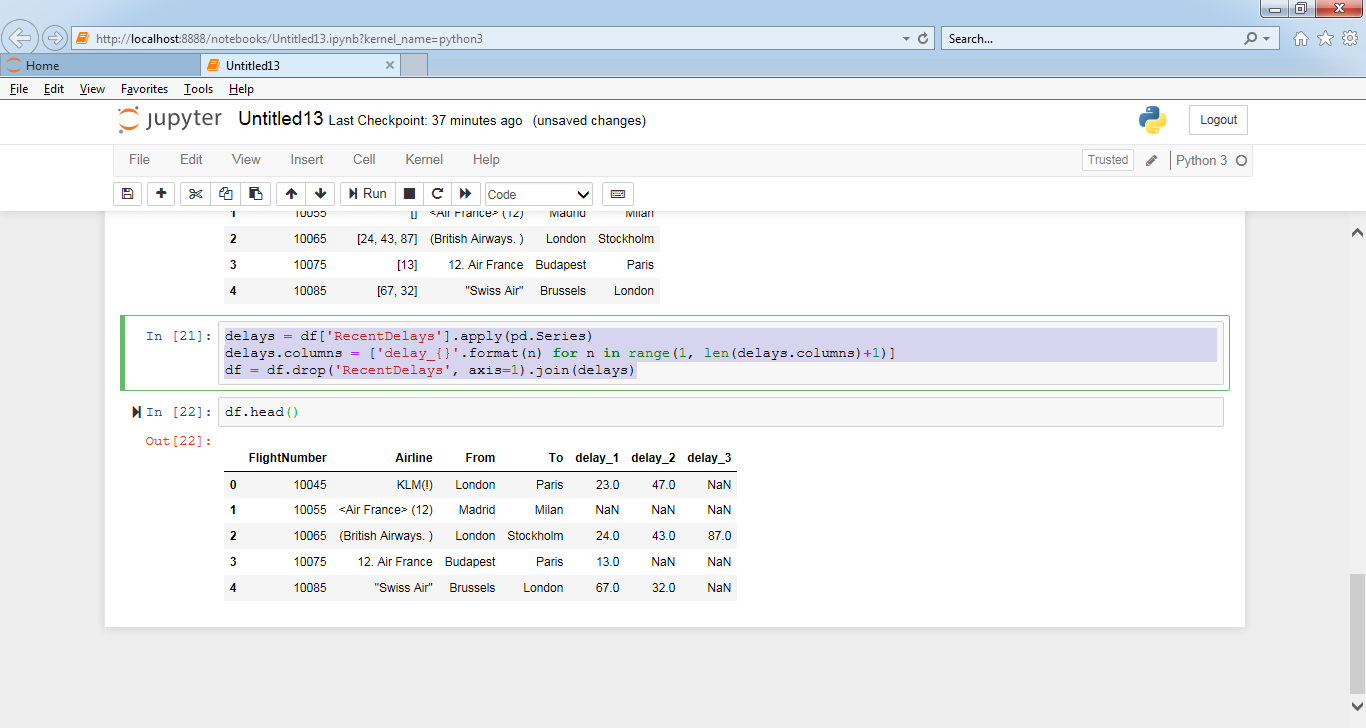 http://localhost:8888/notebooks/Untitled13.ipynb?kernel_name=python3
Search...
Home
Untitled13
File Edit View Favorites Tools Help
jupyter Untitled13 Last Checkpoint: 37 minutes ago (unsaved changes)
Logout
File Edit View Insert Cell Kernel Help
Trusted
Python 3
Run
Code
1 10055 [] <Air France> (12) Madrid Milan
2 10065 [24, 43, 87] (British Airways. ) London Stockholm
3 10075 [13] 12. Air France Budapest Paris
4 10085 [67, 32] "Swiss Air" Brussels London
In [21]: delays = df['RecentDelays'].apply(pd.Series)
delays.columns = ['delay_{}'.format(n) for n in range(1, len(delays.columns)+1)]
df = df.drop('RecentDelays', axis=1).join(delays)
In [22]: df.head()
Out[22]:
FlightNumber Airline From To delay_1 delay_2 delay_3
0 10045 KLM(!) London Paris 23.0 47.0 NaN
1 10055 <Air France> (12) Madrid Milan NaN NaN NaN
2 10065 (British Airways. ) London Stockholm 24.0 43.0 87.0
3 10075 12. Air France Budapest Paris 13.0 NaN NaN
4 10085 "Swiss Air" Brussels London 67.0 32.0 NaN